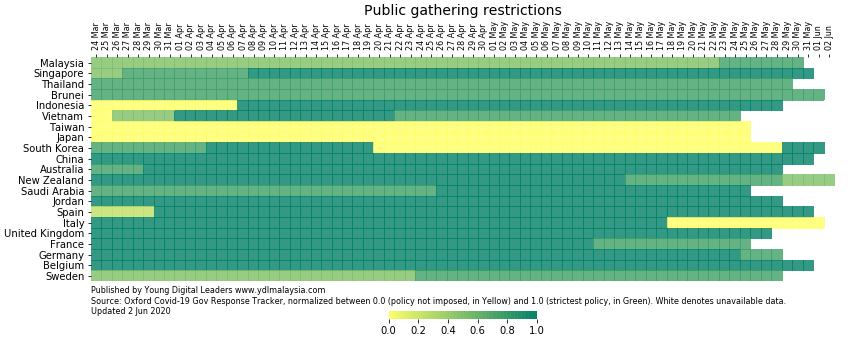 Public gathering restrictions
24 Mar
25 Mar
26 Mar
27 Mar
28 Mar
29 Mar
30 Mar
31 Mar
01 Apr
02 Apr
03 Apr
04 Apr
05 Apr
06 Apr
07 Apr
08 Apr
09 Apr
10 Apr
11 Apr
12 Apr
13 Apr
14 Apr
15 Apr
16 Apr
17 Apr
18 Apr
19 Apr
20 Apr
21 Apr
22 Apr
23 Apr
24 Apr
25 Apr
26 Apr
27 Apr
28 Apr
29 Apr
30 Apr
01 May
02 May
03 May
04 May
05 May
06 May
07 May
08 May
09 May
10 May
11 May
12 May
13 May
14 May
15 May
16 May
17 May
18 May
19 May
20 May
21 May
22 May
23 May
24 May
25 May
26 May
27 May
28 May
29 May
30 May
31 May
01 Jun
02 Jun
Malaysia
Singapore
Thailand
Brunei
Indonesia
Vietnam
Taiwan
Japan
South Korea
China
Australia
New Zealand
Saudi Arabia
Jordan
Spain
Italy
United Kingdom
France
Germany
Belgium
Sweden
Published by Young Digital Leaders www.ydlmalaysia.com
Source: Oxford Covid-19 Gov Response Tracker, normalized between 0.0 (policy not imposed, in Yellow) and 1.0 (strictest policy, in Green). White denotes unavailable data.
Updated 2 Jun 2020
0.0 0.2 0.4 0.6 0.8 1.0